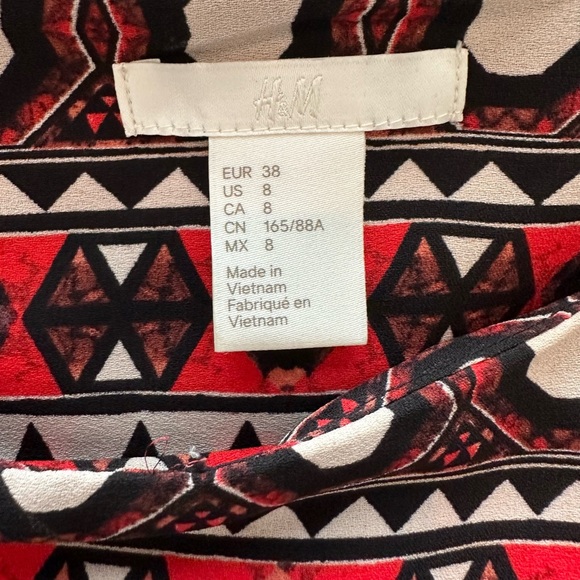 H&M
EUR 38
US 8
CA 8
CN 165/88A
MX 8
Made in
Vietnam
Fabriqué en
Vietnam